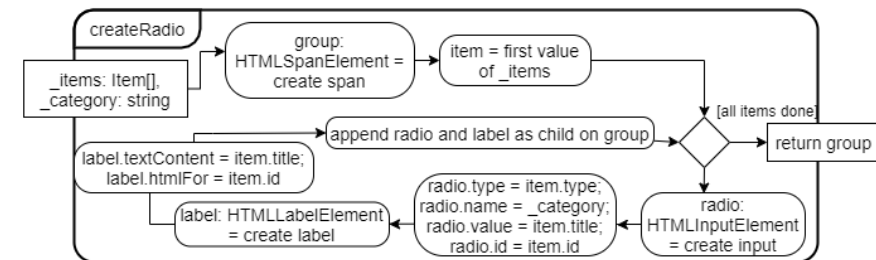 createRadio
_items: Item[],
_category: string
group:
HTMLSpanElement =
create span
item = first value
of _items
[all items done]
return group
radio:
HTMLInputElement
= create input
radio.type = item.type;
radio.name = _category;
radio.value = item.title;
radio.id = item.id
label: HTMLLabelElement
= create label
label.textContent = item.title;
label.htmlFor = item.id
append radio and label as child on group